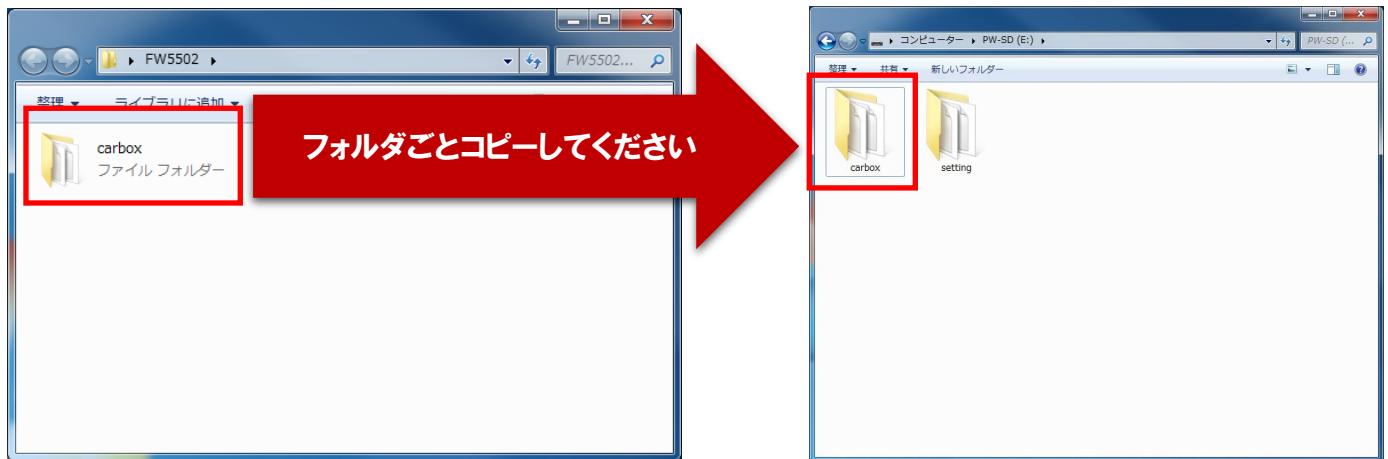 FW5502
FW5502...
整理 ライブラリに追加
carbox
ファイル フォルダー
フォルダごとコピーしてください
コンピューター PW-SD (E:)
PW-SD (...
整理 共有 新しいフォルダー
carbox
setting